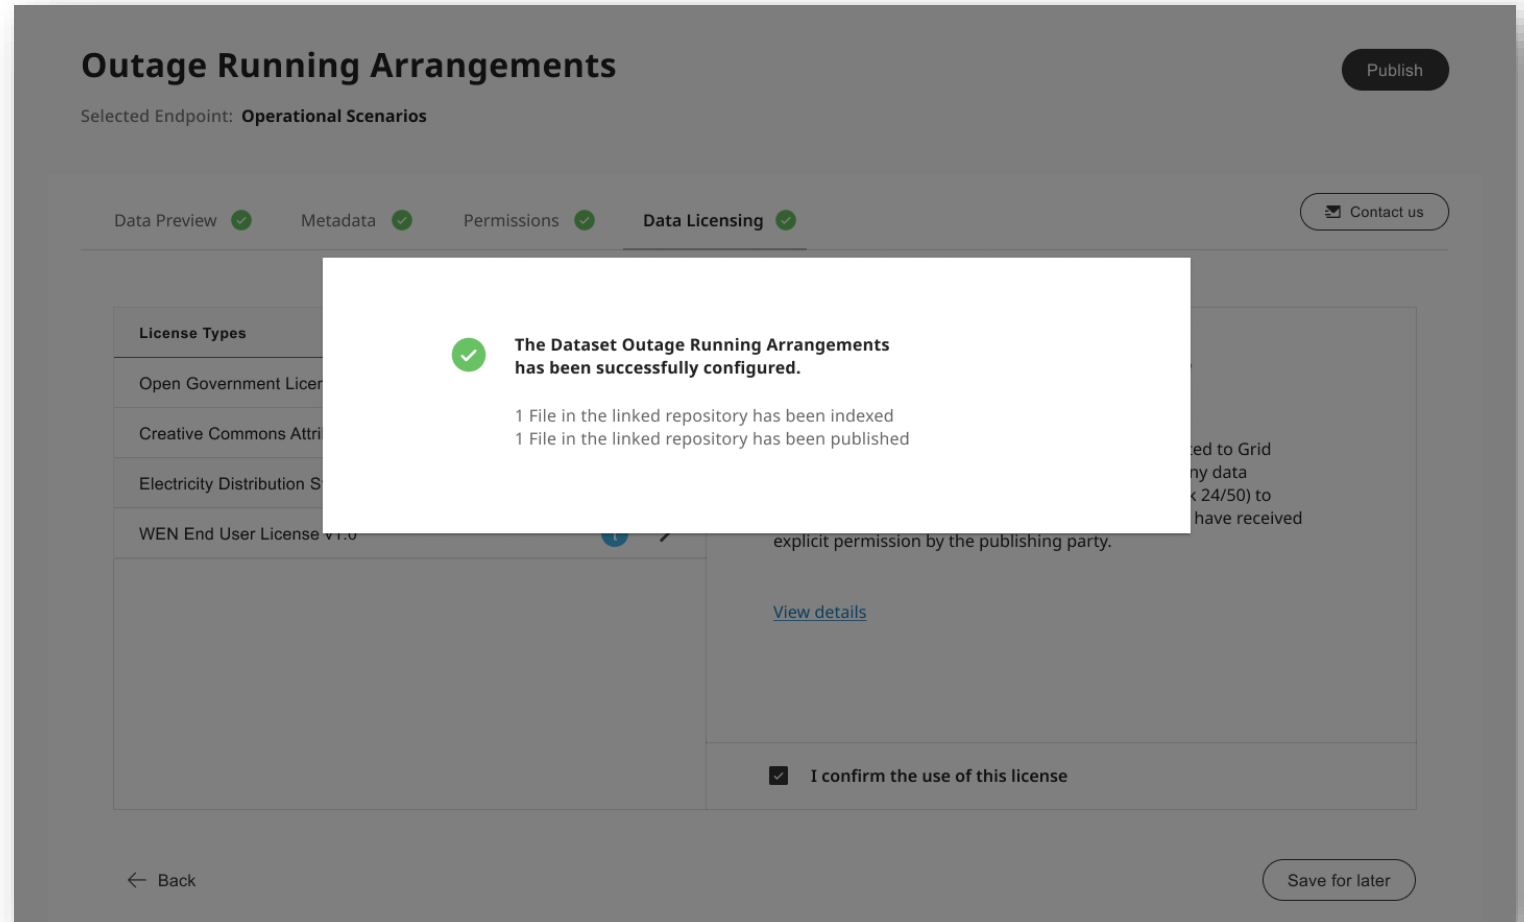 Outage Running Arrangements
Publish
Selected Endpoint: Operational Scenarios
Data Preview
Metadata
Permissions
Data Licensing
Contact us
License Types
Open Government
Creative Commons
Electricity Distribution
WEN End User License v1.0
The Dataset Outage Running Arrangements
has been successfully configured.
1 File in the linked repository has been indexed
1 File in the linked repository has been published
to Grid
data
24/50) to
have received
explicit permission by the publishing party.
View details
I confirm the use of this license
Back
Save for later